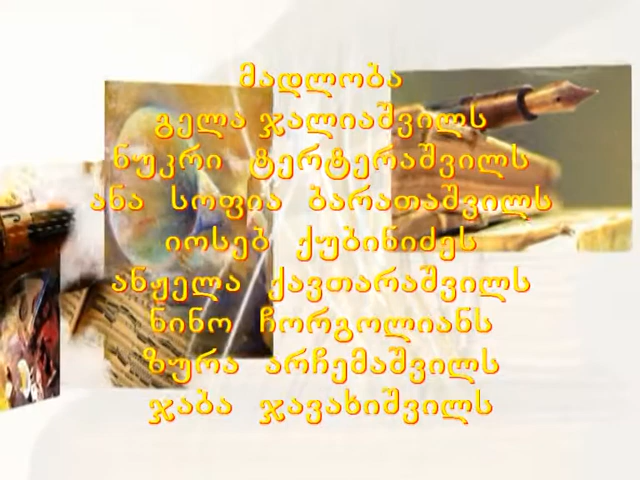 მადლობა
გელა ჯალიაშვილს
ნუკრი ტერტერაშვილს
ანა სოფია ბარათაშვილს
იოსებ ქუბინიძეს
ანჟელა ქავთარაშვილს
ნინო ჩორგოლიანს
ზურა არჩემაშვილს
ჯაბა ჯავახიშვილს